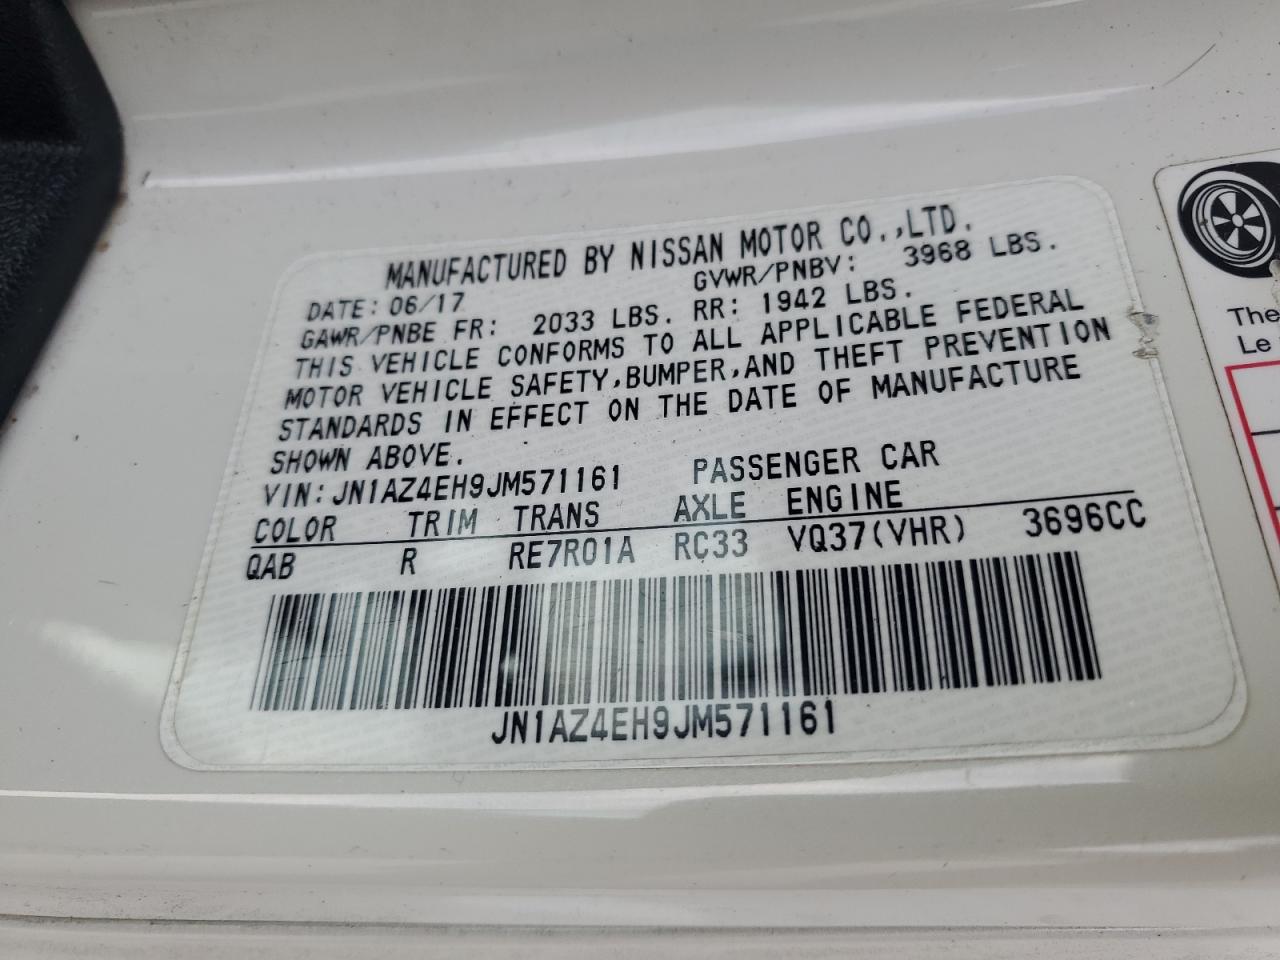 MANUFACTURED BY NISSAN MOTOR CO.,LTD.
DATE: 06/17 GVWR/PNBV: 3968 LBS.
GAWR/PNBE FR: 2033 LBS. RR: 1942 LBS.
THIS VEHICLE CONFORMS TO ALL APPLICABLE FEDERAL
MOTOR VEHICLE SAFETY,BUMPER,AND THEFT PREVENTION
STANDARDS IN EFFECT ON THE DATE OF MANUFACTURE
SHOWN ABOVE.
VIN: JN1AZ4EH9JM571161 PASSENGER CAR
COLOR TRIM TRANS AXLE ENGINE
QAB R RE7R01A RC33 VQ37(VHR) 3696CC
JN1AZ4EH9JM571161
The
Le